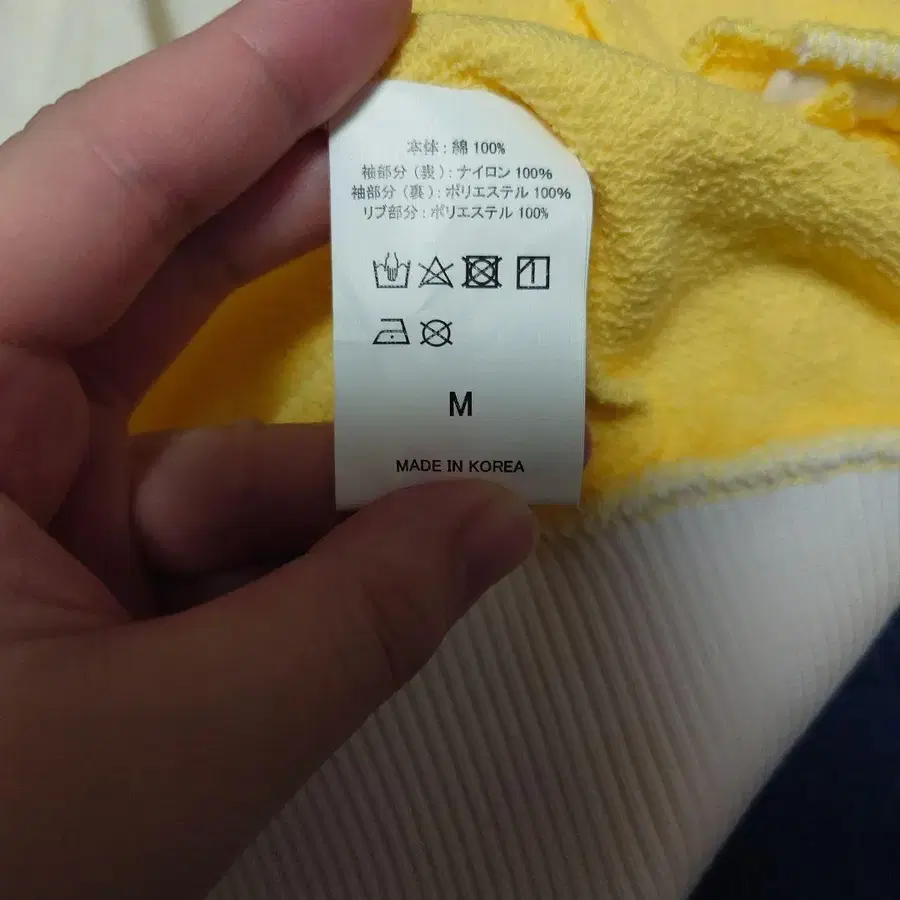 本体 : 綿 100%
袖部分 (表) : ナイロン 100%
袖部分 (裏) : ポリエステル 100%
リブ部分 : ポリエステル 100%
M
MADE IN KOREA